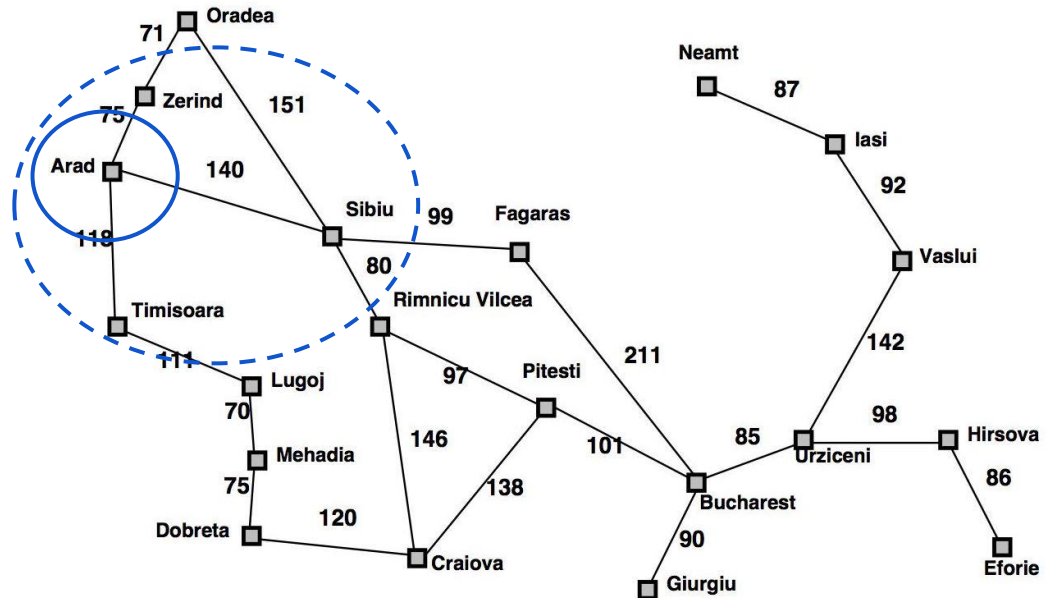 Oradea
71
Neamt
87
Zerind
151
75
Iasi
Arad
140
92
Sibiu
99
Fagaras
118
Vaslui
80
Rimnicu Vilcea
Timisoara
142
211
111
Pitesti
97
Lugoj
70
98
85
Hirsova
146
101
Urziceni
Mehadia
86
75
138
Bucharest
120
Dobreta
90
Craiova
Eforie
Giurgiu